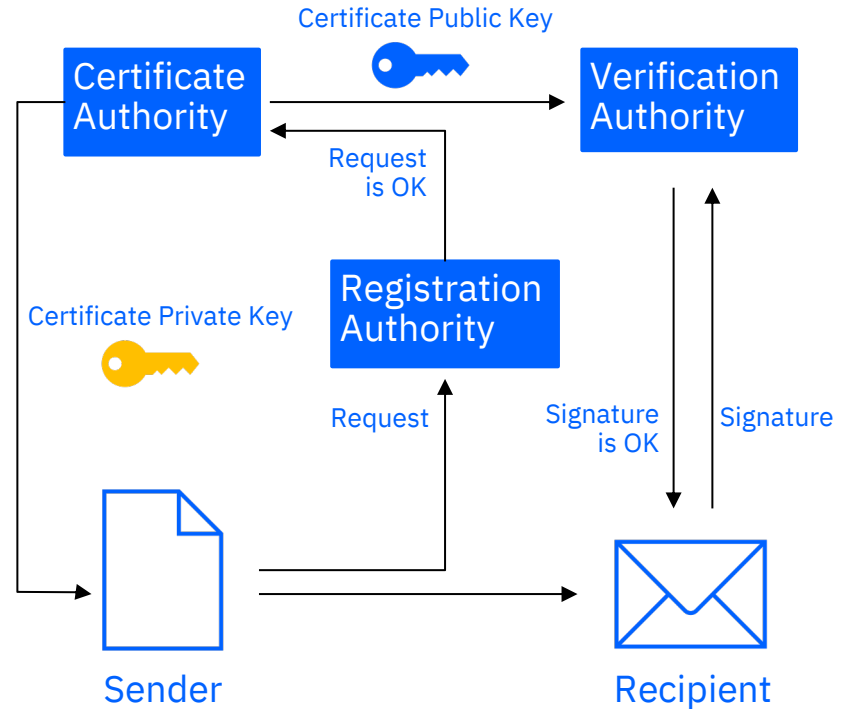 Certificate Public Key
Certificate
Authority
Verification
Authority
Request
is OK
Registration
Authority
Certificate Private Key
Request
Signature
is OK
Signature
Sender
Recipient